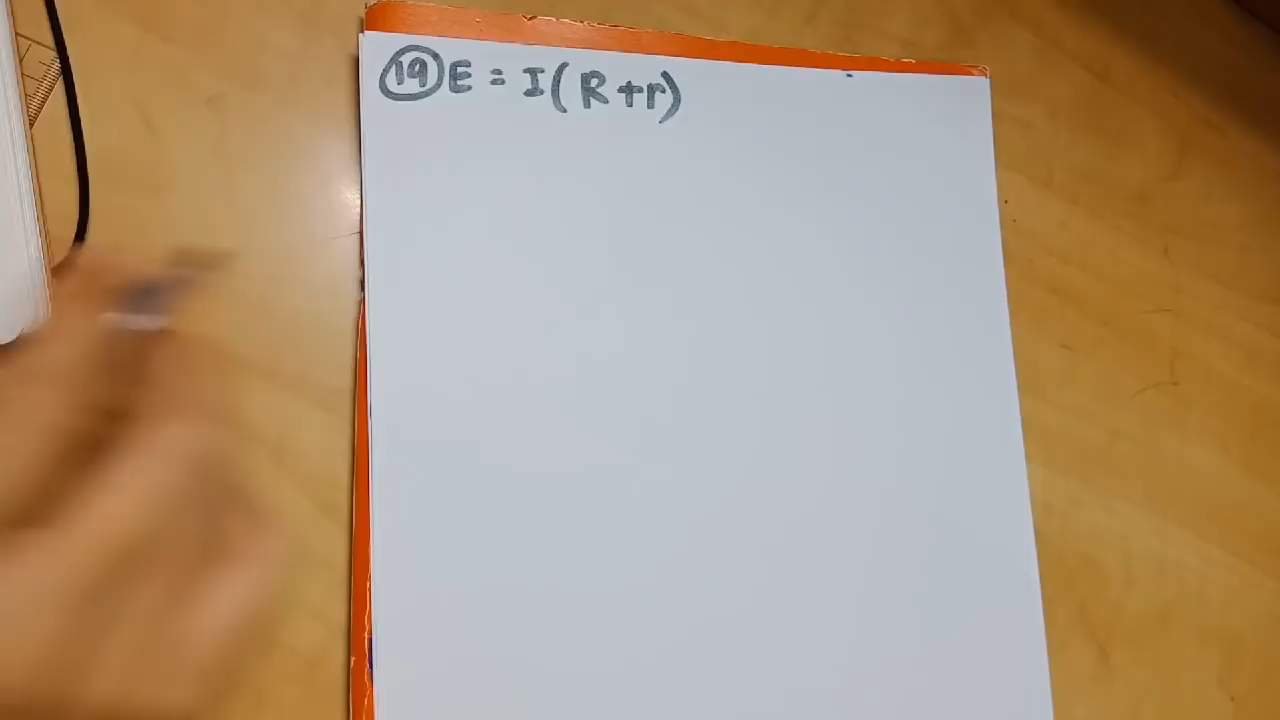 ⑲ E = I(R+r)